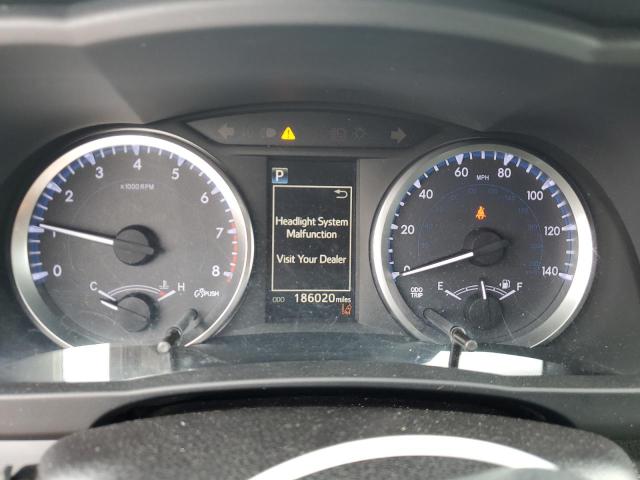 P
Headlight System
Malfunction
Visit Your Dealer
ODO 186020 miles
0 1 2 3 4 5 6 7 8
x1000 RPM
C H
PUSH
0 20 40 60 80 100 120 140
MPH
ODO
TRIP
E F